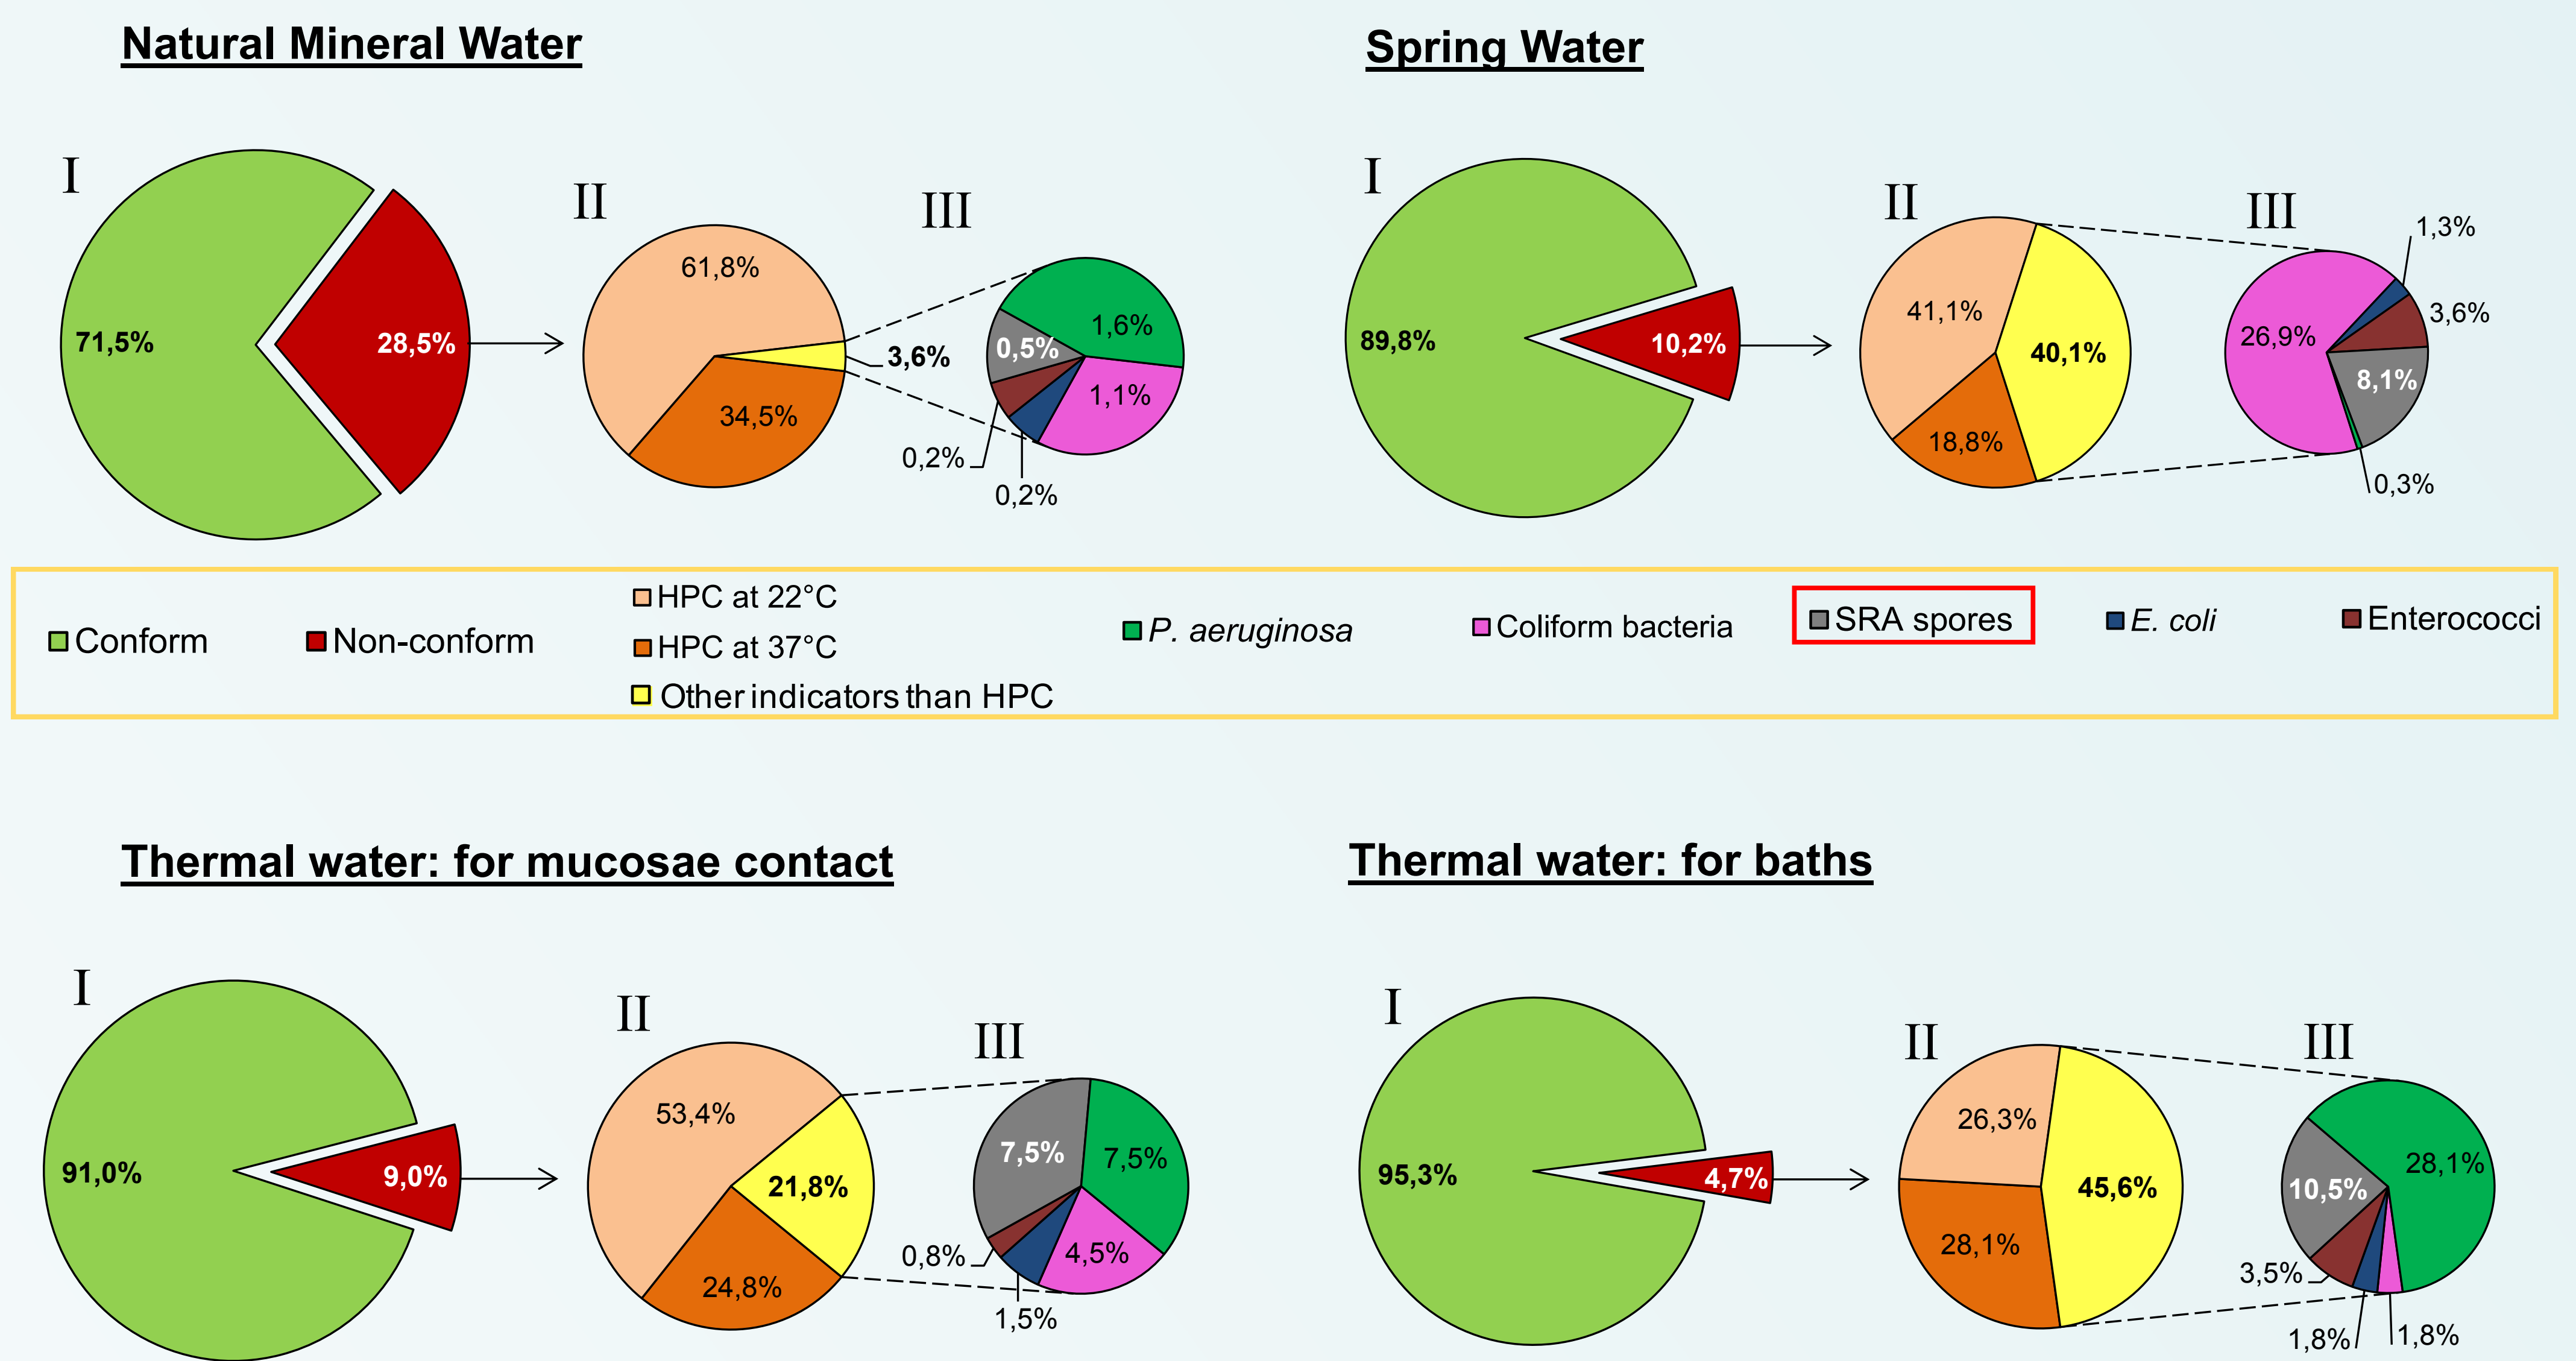 Natural Mineral Water
I
71,5%
28,5%
II
61,8%
34,5%
3,6%
III
1,6%
1,1%
0,5%
0,2%
0,2%
Spring Water
I
89,8%
10,2%
II
41,1%
40,1%
18,8%
III
1,3%
3,6%
26,9%
8,1%
0,3%
Conform
Non-conform
HPC at 22°C
HPC at 37°C
Other indicators than HPC
P. aeruginosa
Coliform bacteria
SRA spores
E. coli
Enterococci
Thermal water: for mucosae contact
I
91,0%
9,0%
II
53,4%
21,8%
24,8%
III
7,5%
7,5%
4,5%
0,8%
1,5%
Thermal water: for baths
I
95,3%
4,7%
II
26,3%
45,6%
28,1%
III
28,1%
10,5%
3,5%
1,8%
1,8%